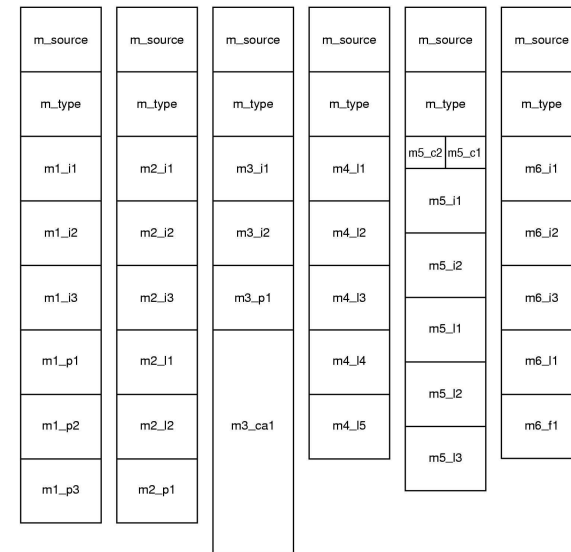 m_source m_source m_source m_source m_source m_source
m_type m_type m_type m_type m_type m_type
m5_c2 m5_c1
m1_i1 m2_i1 m3_i1 m4_l1 m6_i1
m5_i1
m1_i2 m2_i2 m3_i2 m4_l2 m6_i2
m5_i2
m1_i3 m2_i3 m3_p1 m4_l3 m6_i3
m5_l1
m1_p1 m2_l1 m4_l4 m6_l1
m5_l2
m1_p2 m2_l2 m3_ca1 m4_l5 m6_f1
m5_l3
m1_p3 m2_p1